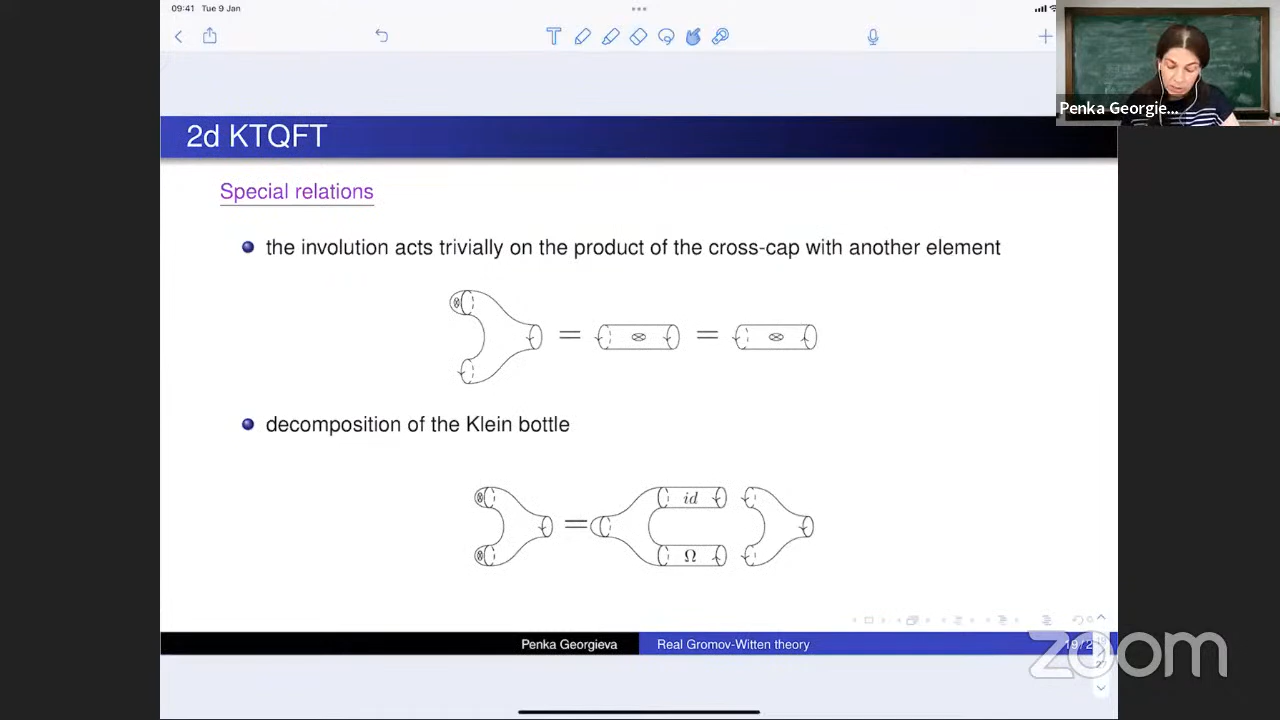 09:41 Tue 9 Jan
Penka Georgie...
2d KTQFT
Special relations
the involution acts trivially on the product of the cross-cap with another element
= =
decomposition of the Klein bottle
id
=
Ω
Penka Georgieva
Real Gromov-Witten theory
zoom